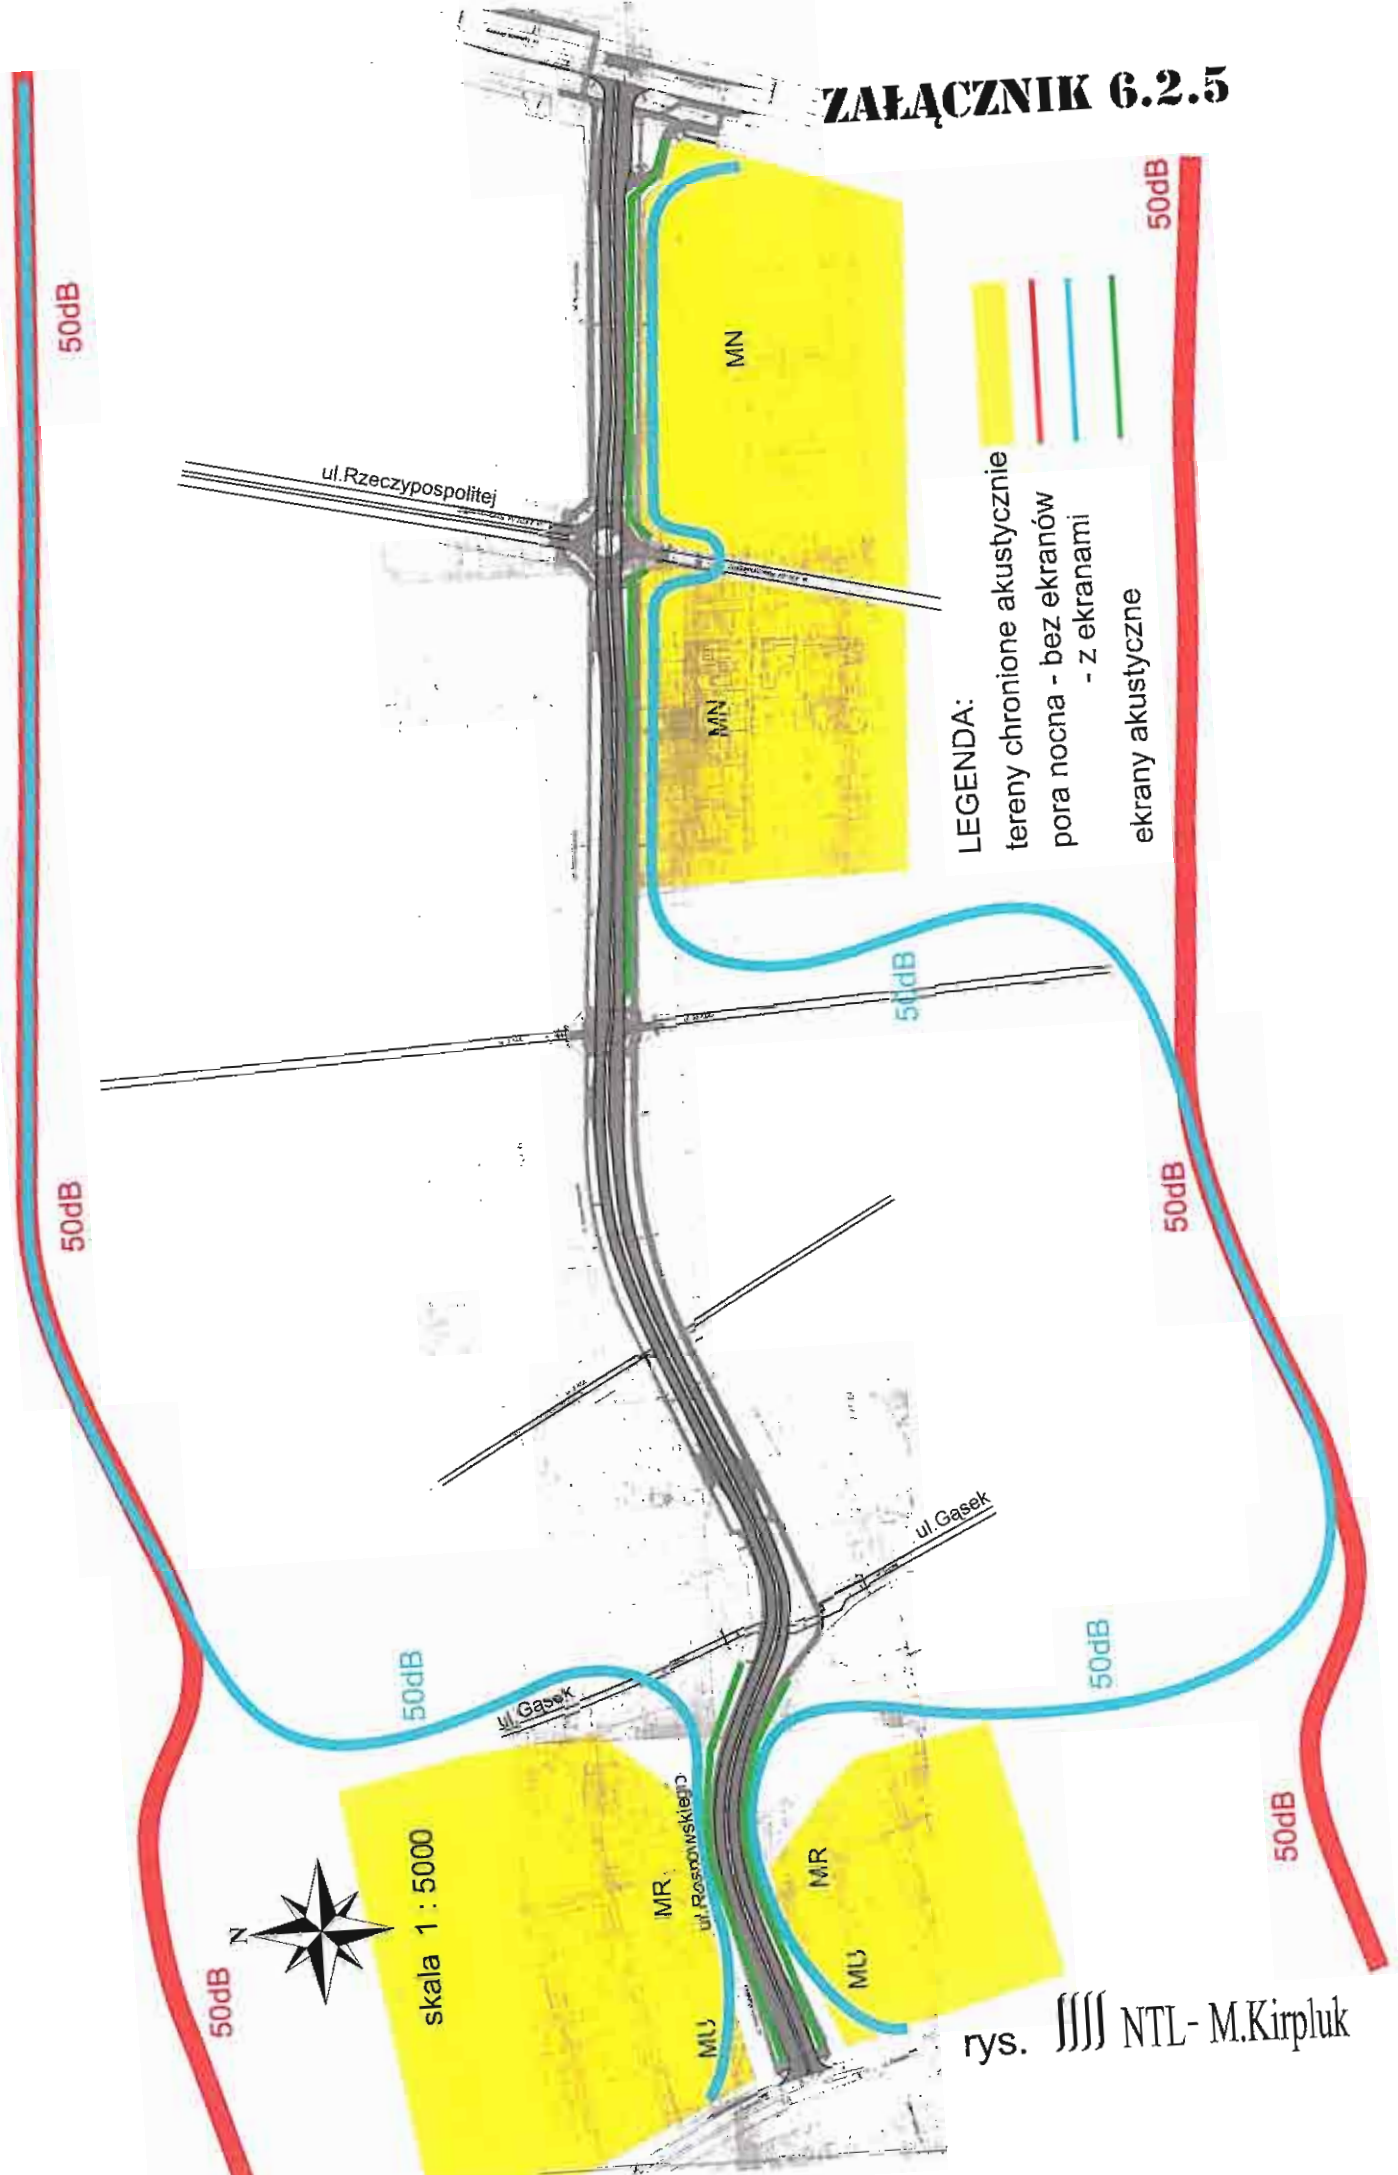 ZAŁĄCZNIK 6.2.5
50dB
50dB
MN
ul.Rzeczypospolitej
MN
LEGENDA:
tereny chronione akustycznie
pora nocna - bez ekranów
- z ekranami
ekrany akustyczne
50dB
50dB
50dB
ul.Gąsek
50dB
50dB
ul.Gąsek
50dB
N
skala 1 : 5000
MR
ul.Rosnowskiego
MR
50dB
MU
MU
50dB
rys.
NTL- M.Kirpluk